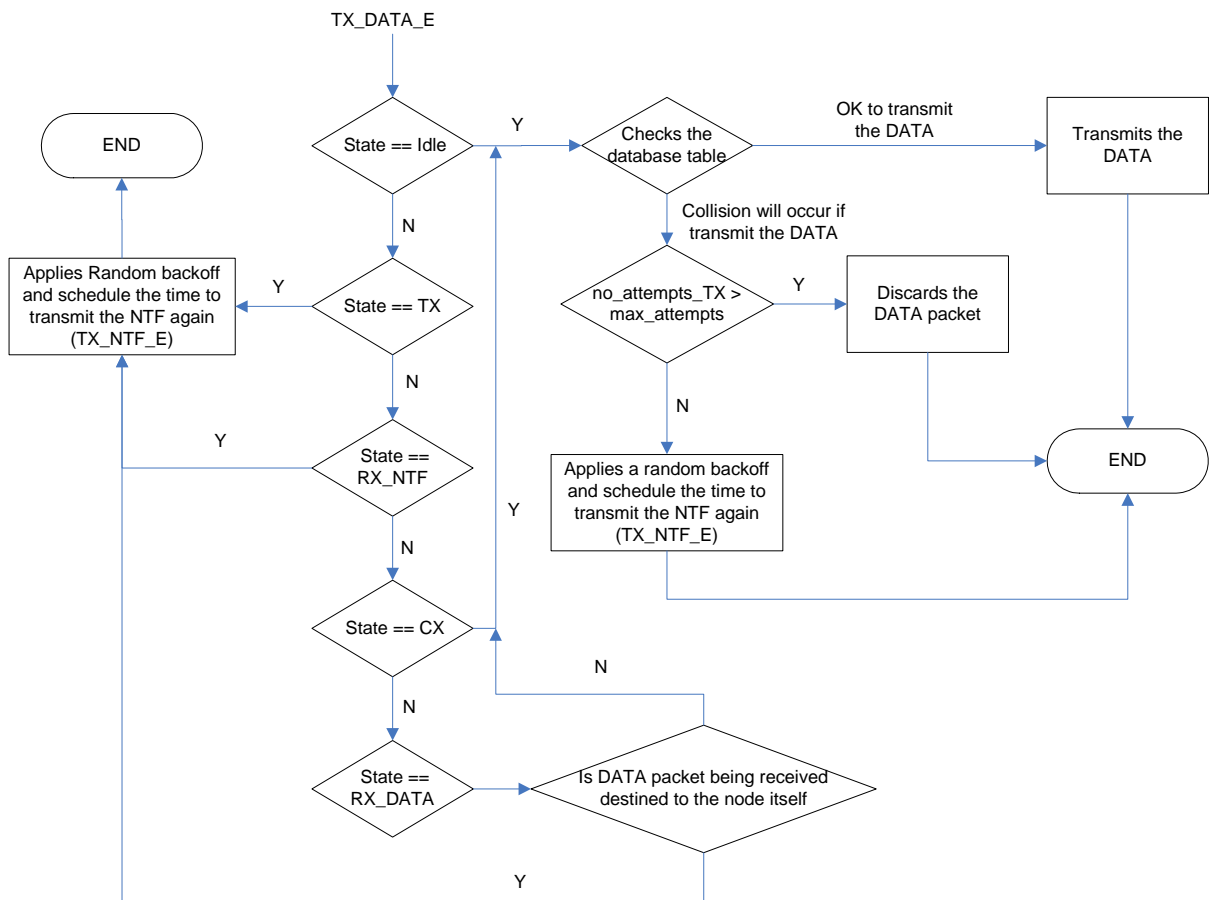 TX_DATA_E
State == Idle
Y
Checks the
database table
OK to transmit
the DATA
Transmits the
DATA
END
N
Collision will occur if
transmit the DATA
Applies Random backoff
and schedule the time to
transmit the NTF again
(TX_NTF_E)
Y
State == TX
no_attempts_TX >
max_attempts
Y
Discards the
DATA packet
N
N
Y
State ==
RX_NTF
Applies a random backoff
and schedule the time to
transmit the NTF again
(TX_NTF_E)
END
Y
N
State == CX
N
N
State ==
RX_DATA
Is DATA packet being received
destined to the node itself
Y